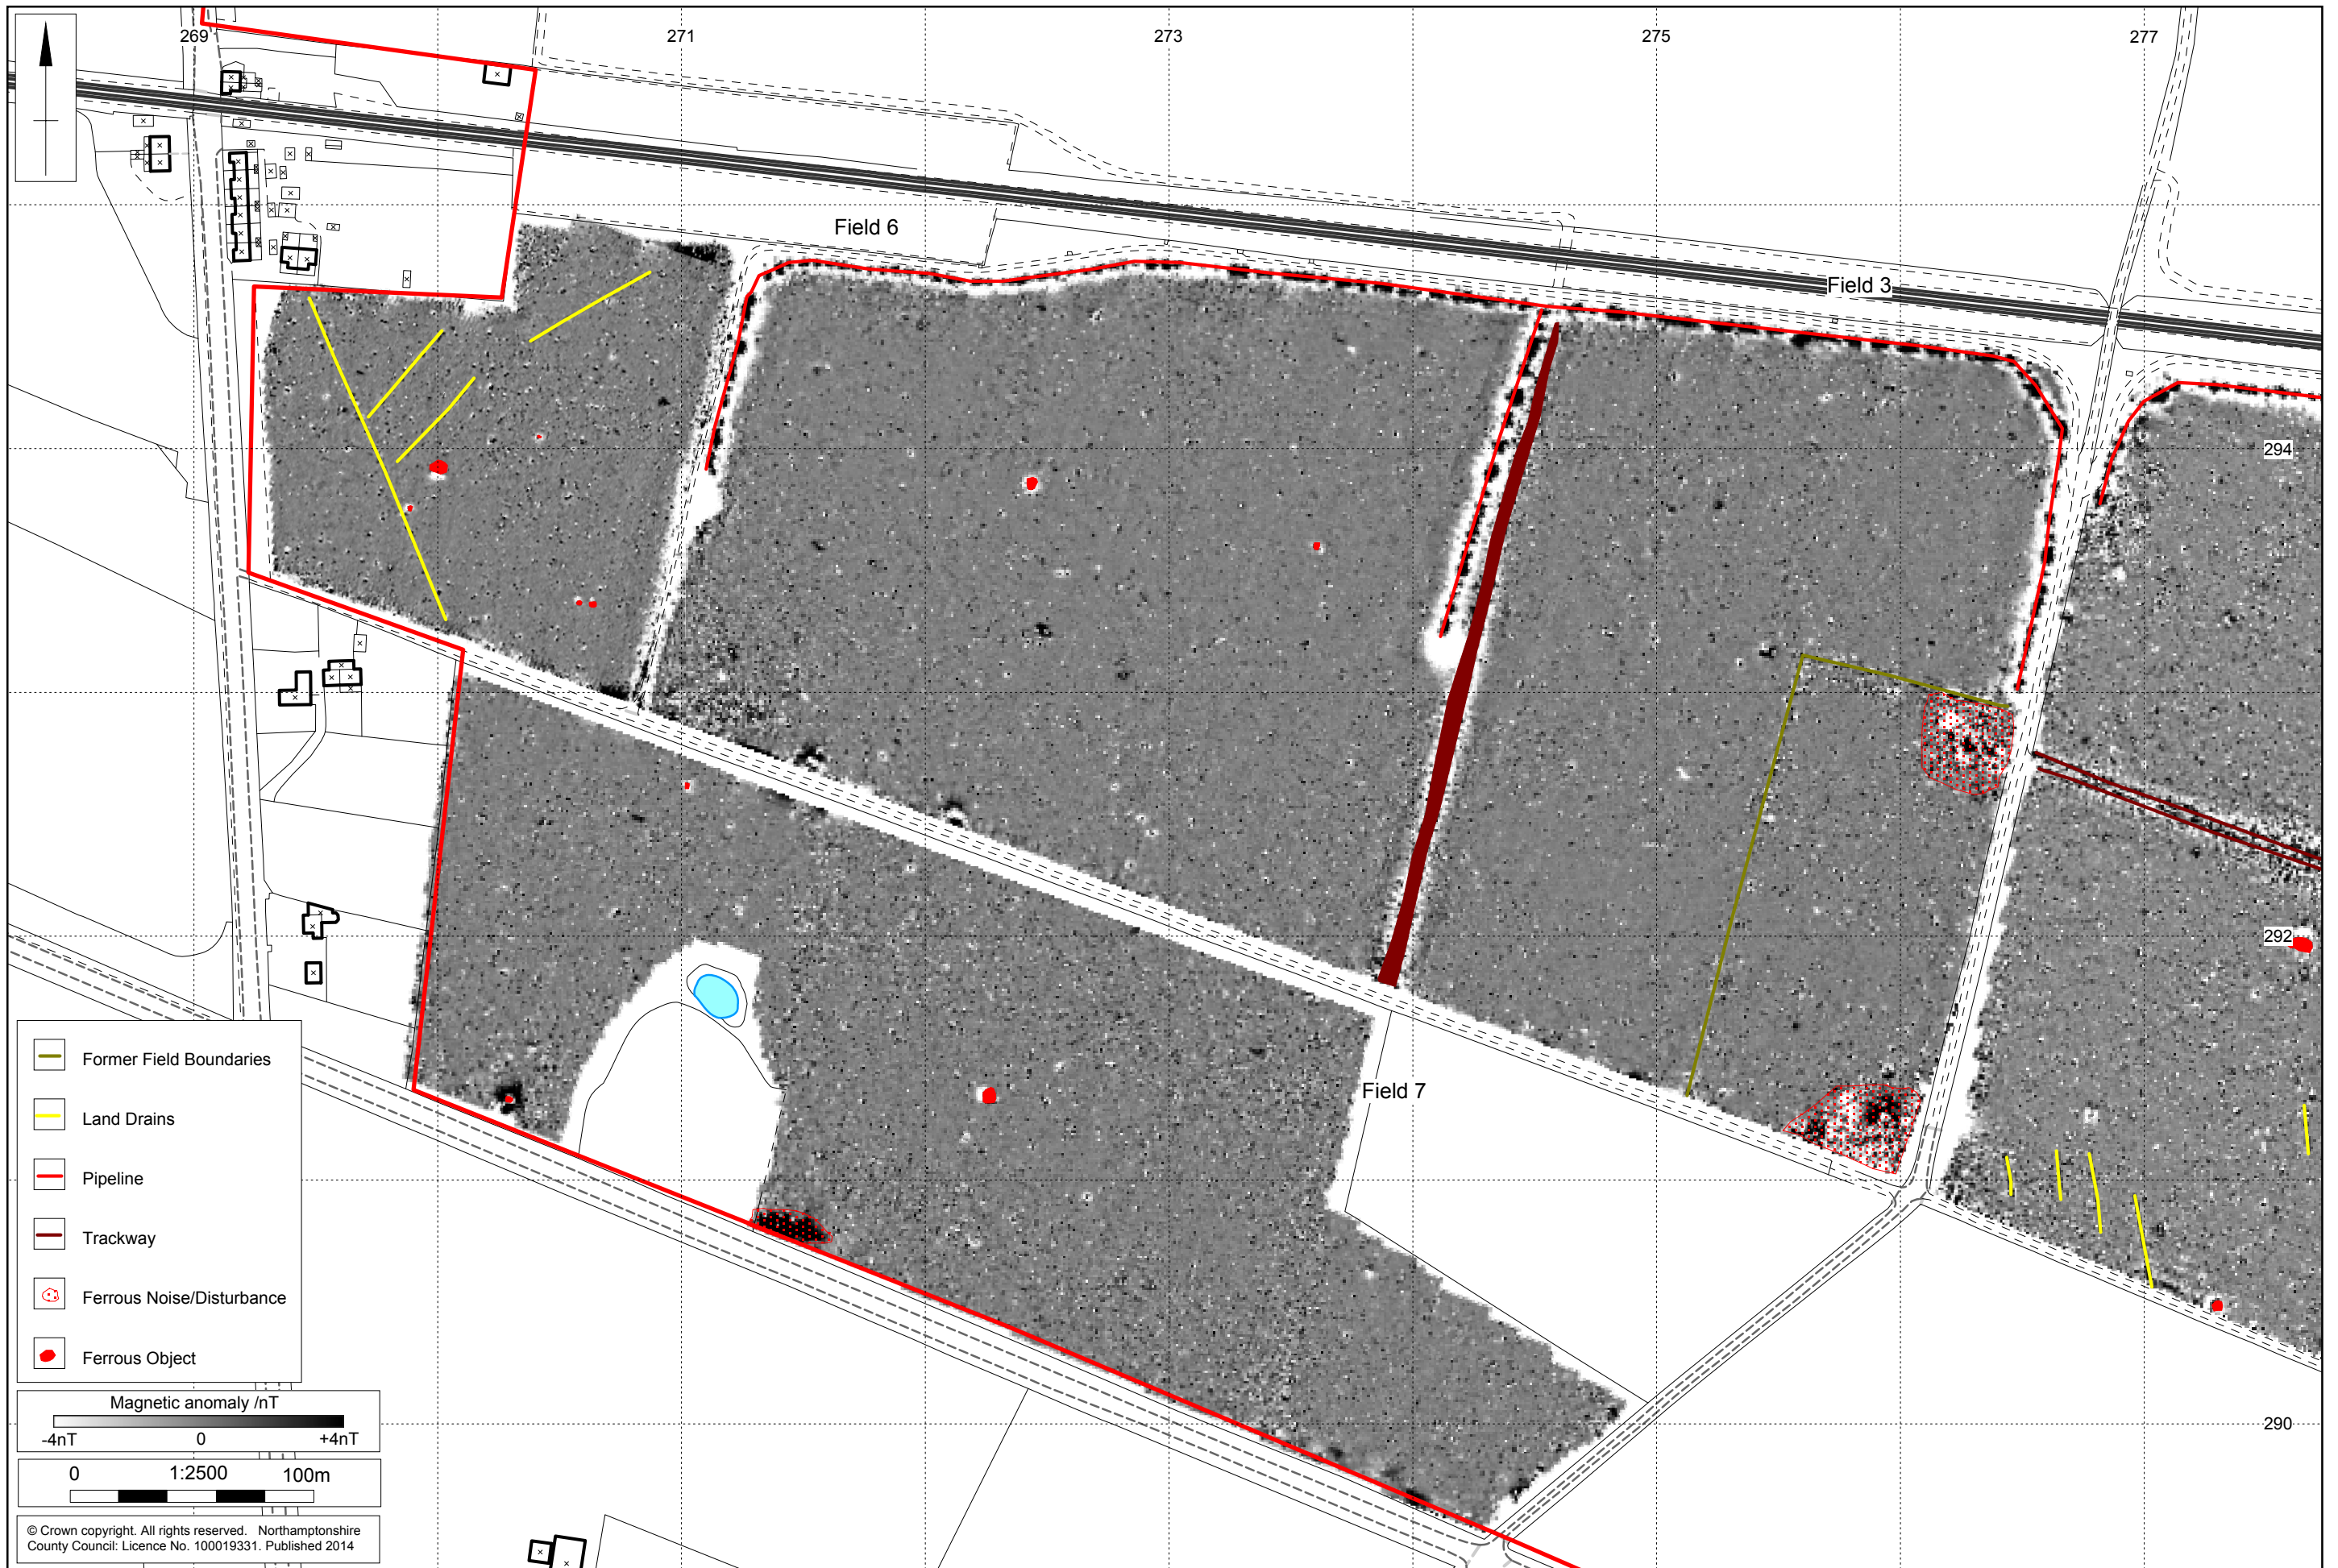 269
271
273
275
277
Field 6
Field 3
294
292
Field 7
Former Field Boundaries
Land Drains
Pipeline
Trackway
Ferrous Noise/Disturbance
Ferrous Object
Magnetic anomaly /nT
-4nT 0 +4nT
290
0 1:2500 100m
© Crown copyright. All rights reserved. Northamptonshire
County Council: Licence No. 100019331. Published 2014